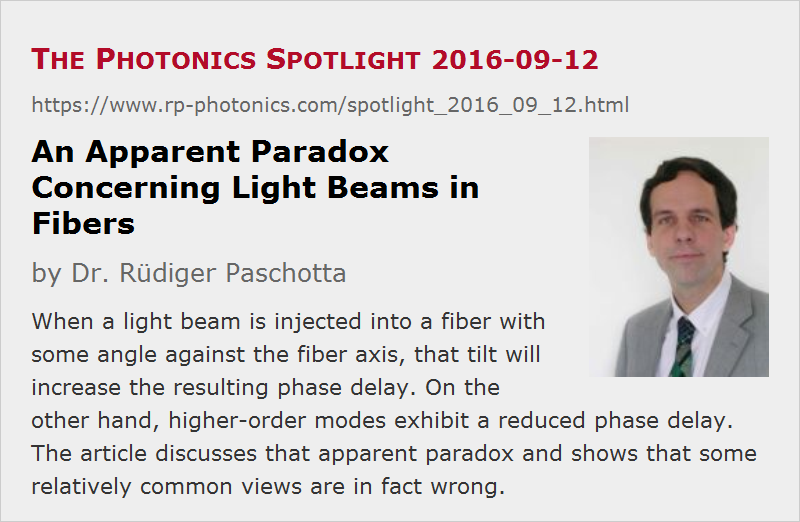 THE PHOTONICS SPOTLIGHT 2016-09-12
https://www.rp-photonics.com/spotlight_2016_09_12.html
An Apparent Paradox
Concerning Light Beams in
Fibers
by Dr. Rüdiger Paschotta
When a light beam is injected into a fiber with
some angle against the fiber axis, that tilt will
increase the resulting phase delay. On the
other hand, higher-order modes exhibit a reduced phase delay.
The article discusses that apparent paradox and shows that some
relatively common views are in fact wrong.